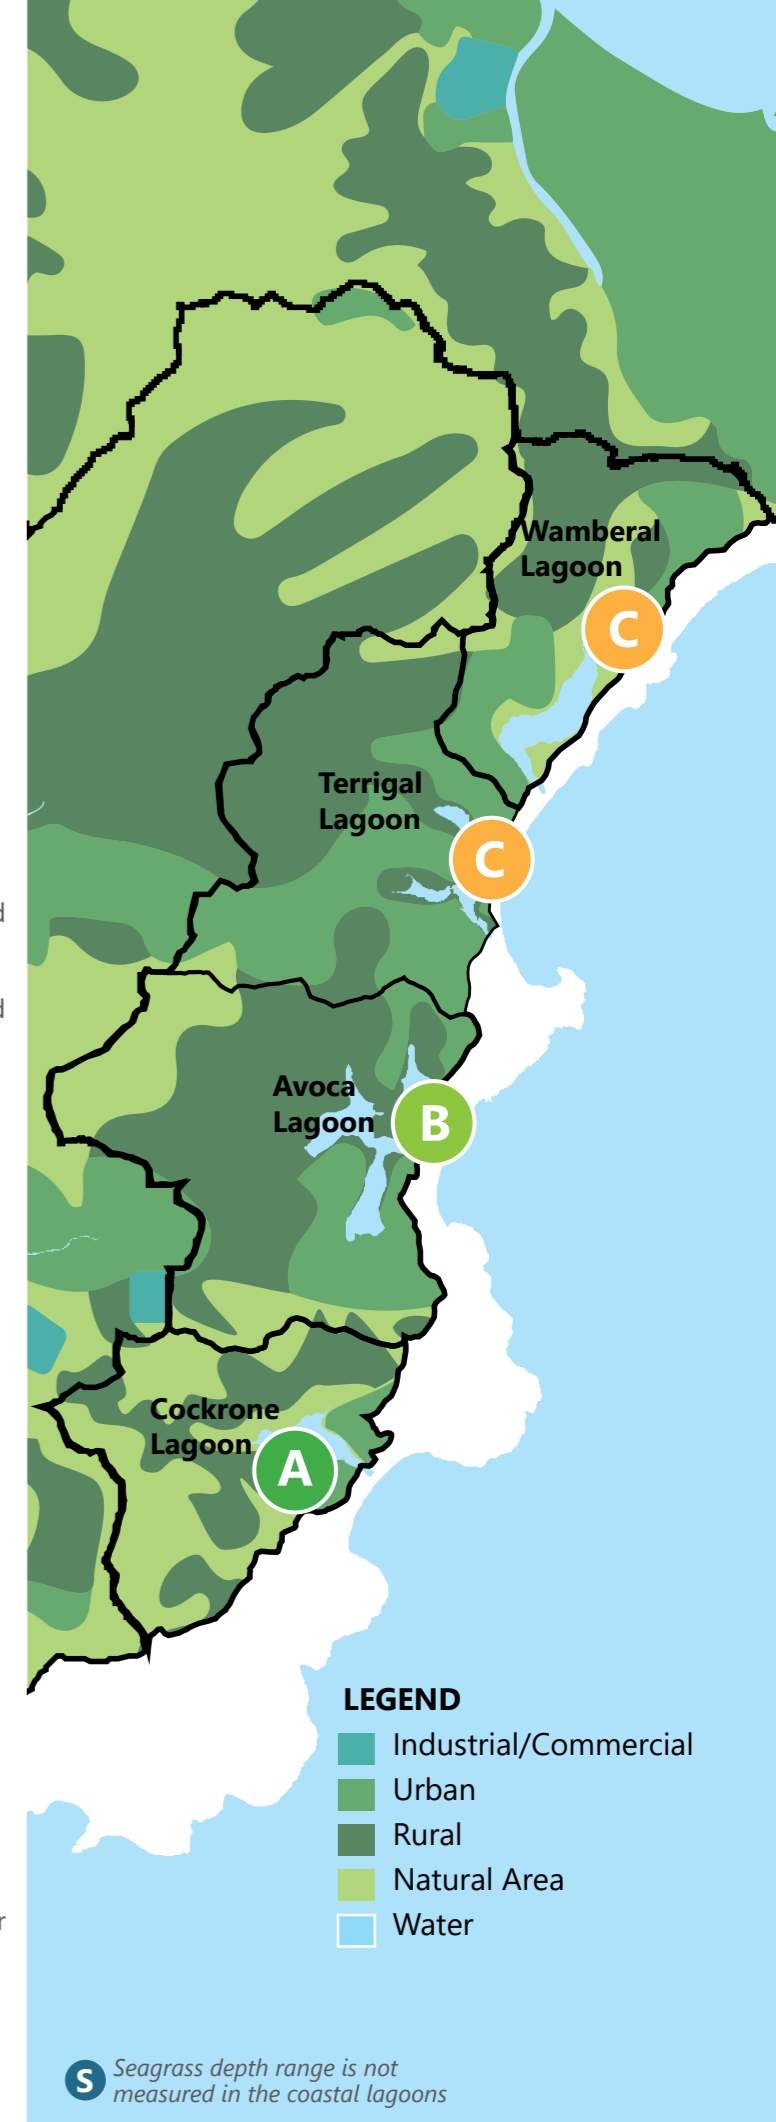 Wamberal
Lagoon
C
Terrigal
Lagoon
C
d
d
Avoca
Lagoon
B
Cockrone
Lagoon
A
LEGEND
Industrial/Commercial
Urban
Rural
Natural Area
Water
r
S
Seagrass depth range is not
measured in the coastal lagoons